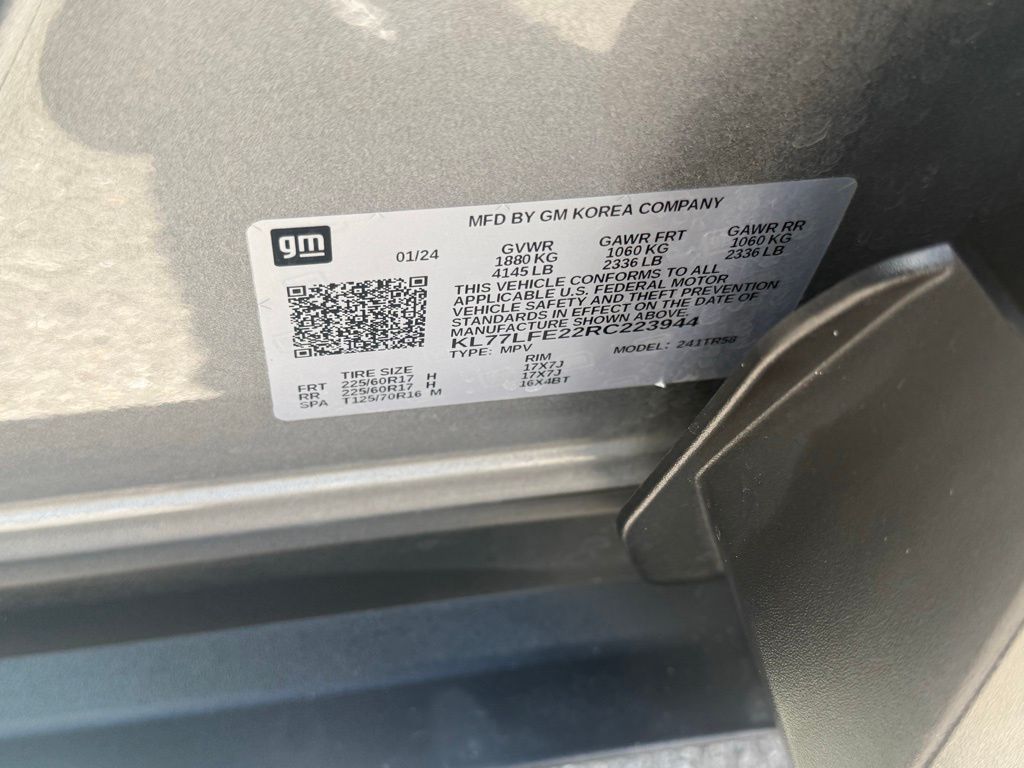 MFD BY GM KOREA COMPANY
gm
01/24
GVWR GAWR FRT GAWR RR
1880 KG 1060 KG 1060 KG
4145 LB 2336 LB 2336 LB
THIS VEHICLE CONFORMS TO ALL
APPLICABLE U.S. FEDERAL MOTOR
VEHICLE SAFETY AND THEFT PREVENTION
STANDARDS IN EFFECT ON THE DATE OF
MANUFACTURE SHOWN ABOVE.
KL77LFE22RC223944
TYPE: MPV MODEL: 241TR58
TIRE SIZE RIM
FRT 225/60R17 H 17X7J
RR 225/60R17 H 17X7J
SPA T125/70R16 M 16X4BT